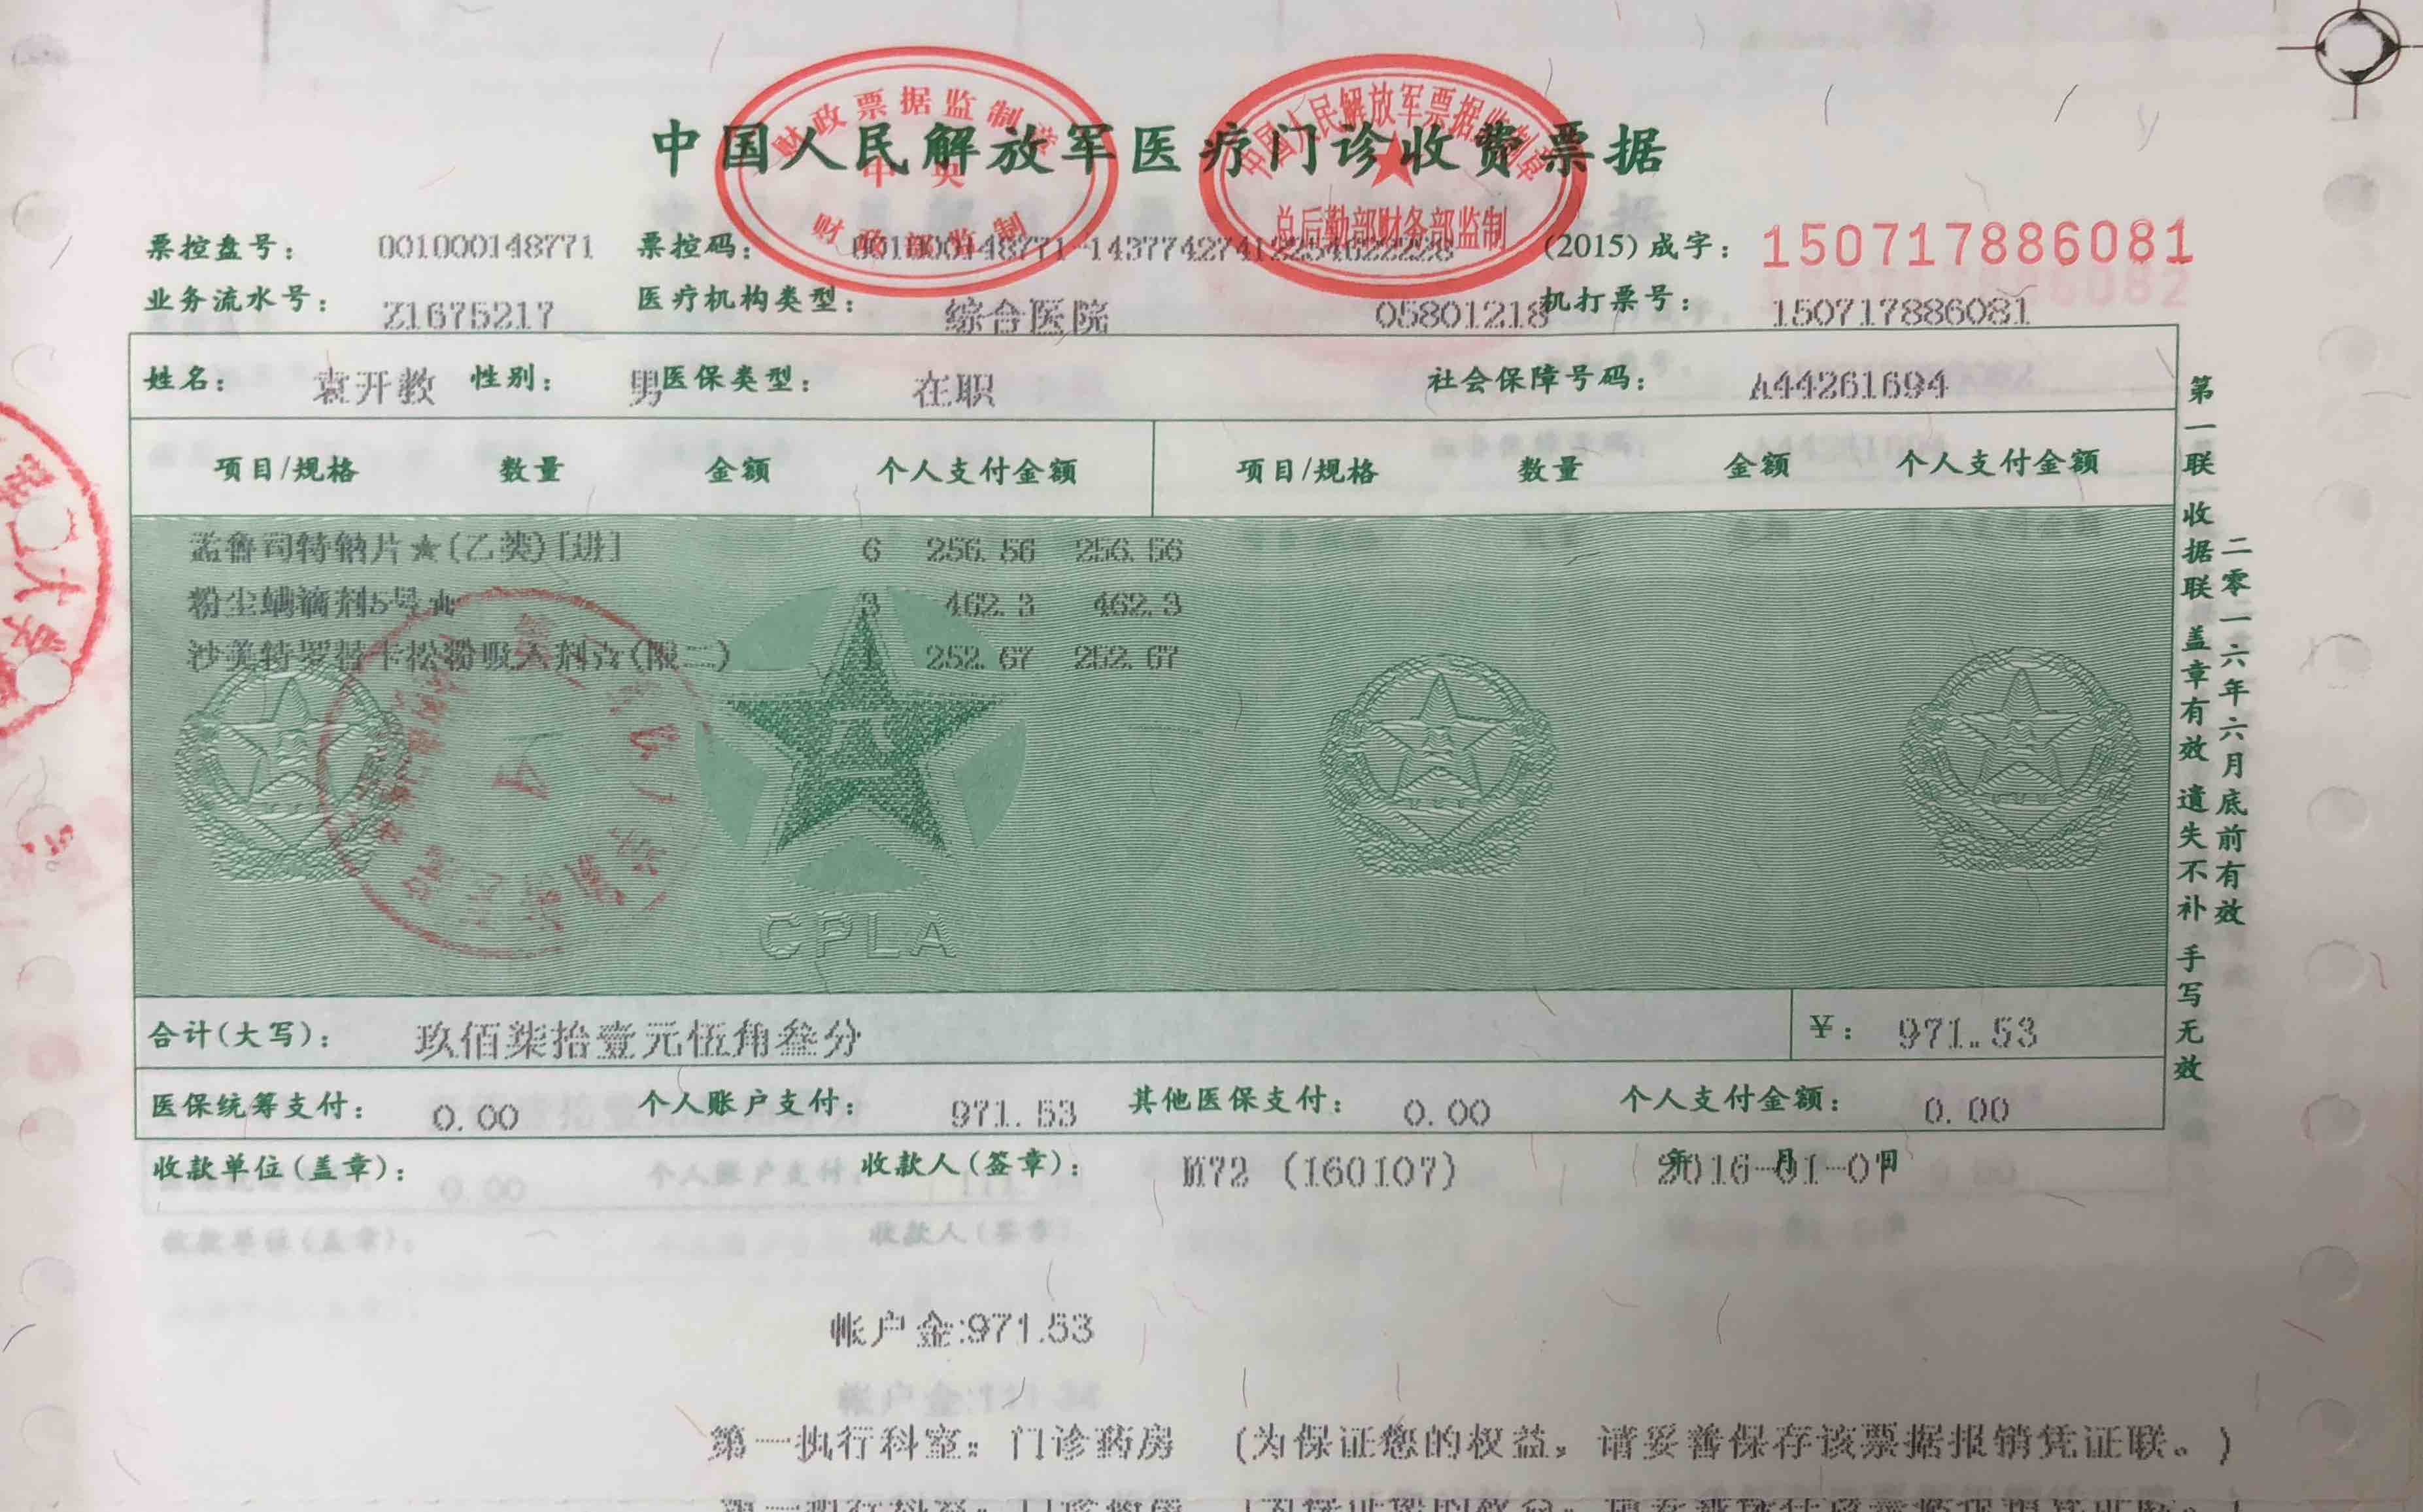 财政票据监制章
中央
财政部监制
中国人民解放军票据监制章
总后勤部财务部监制
中国人民解放军医疗门诊收费票据
票控盘号: 001000148771 票控码: (2015)成字: 150717886081
业务流水号: Z1675217 医疗机构类型: 综合医院 05801218 机打票号: 150717886081
姓名: 袁开教 性别: 男 医保类型: 在职 社会保障号码: A44261694
项目/规格 数量 金额 个人支付金额 项目/规格 数量 金额 个人支付金额
孟鲁司特钠片★(乙类)[进] 6 256.56 256.56
粉尘螨滴剂5号★ 3 462.3 462.3
沙美特罗替卡松粉吸入剂☆(限二) 1 252.67 252.67
八一
CPLA
合计(大写): 玖佰柒拾壹元伍角叁分 ¥: 971.53
医保统筹支付: 0.00 个人账户支付: 971.53 其他医保支付: 0.00 个人支付金额: 0.00
收款单位(盖章): 收款人(签章): M72 (160107) 2016-01-07 年 月 日
第一联 收据联 盖章有效 遗失不补 手写无效
二零一六年六月底前有效
帐户金:971.53
第一执行科室: 门诊药房 (为保证您的权益,请妥善保存该票据报销凭证联。)